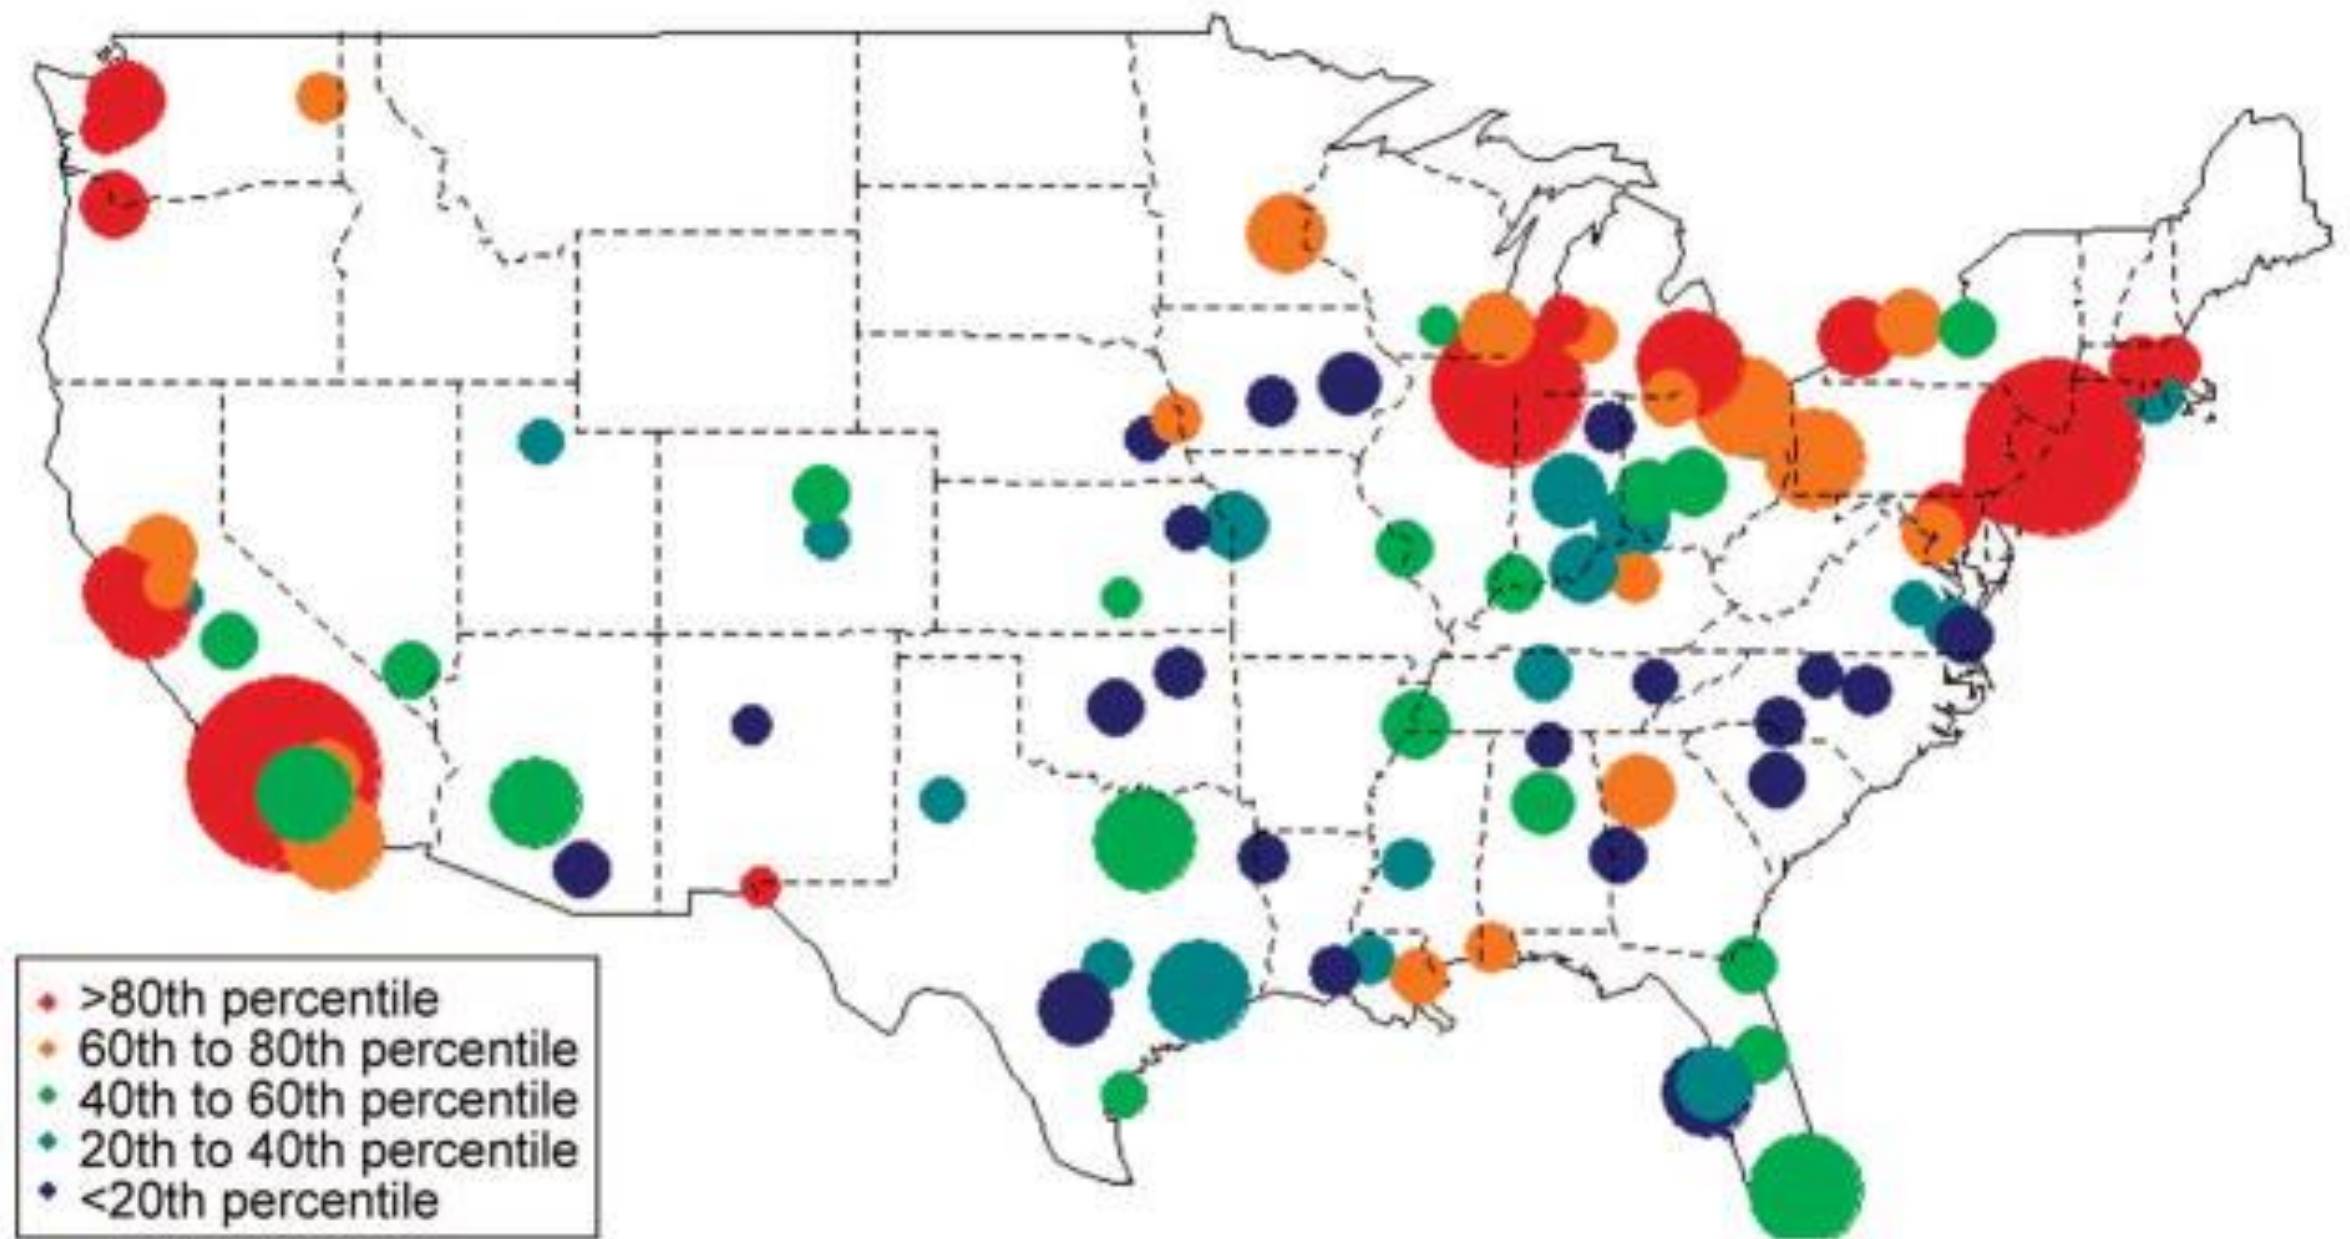 >80th percentile
60th to 80th percentile
40th to 60th percentile
20th to 40th percentile
<20th percentile